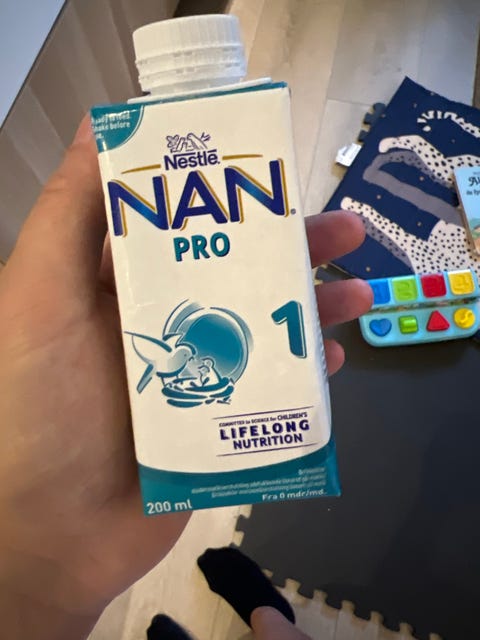 Ready to feed.
Shake before
Nestlé.
NAN
PRO
1
COMMITTED to SCIENCE for CHILDREN'S
LIFELONG
NUTRITION
200 ml
Fra 0 mdr/md.